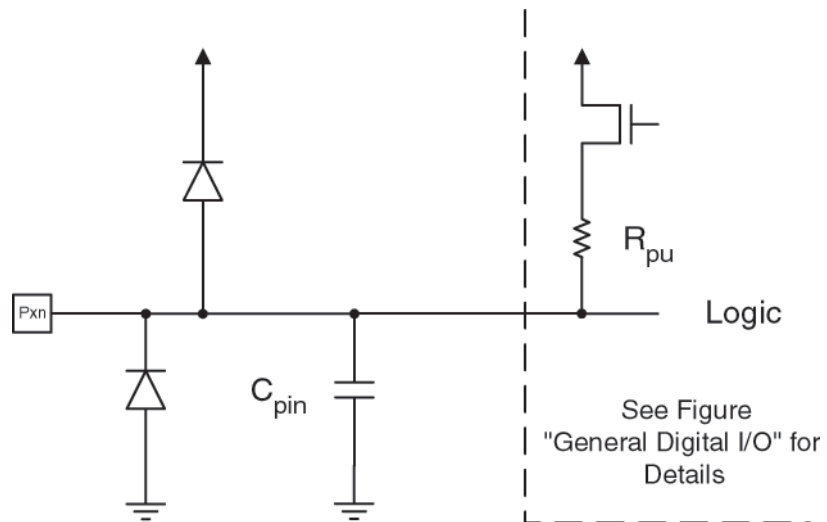 Pxn
C pin
R pu
Logic
See Figure
"General Digital I/O" for
Details